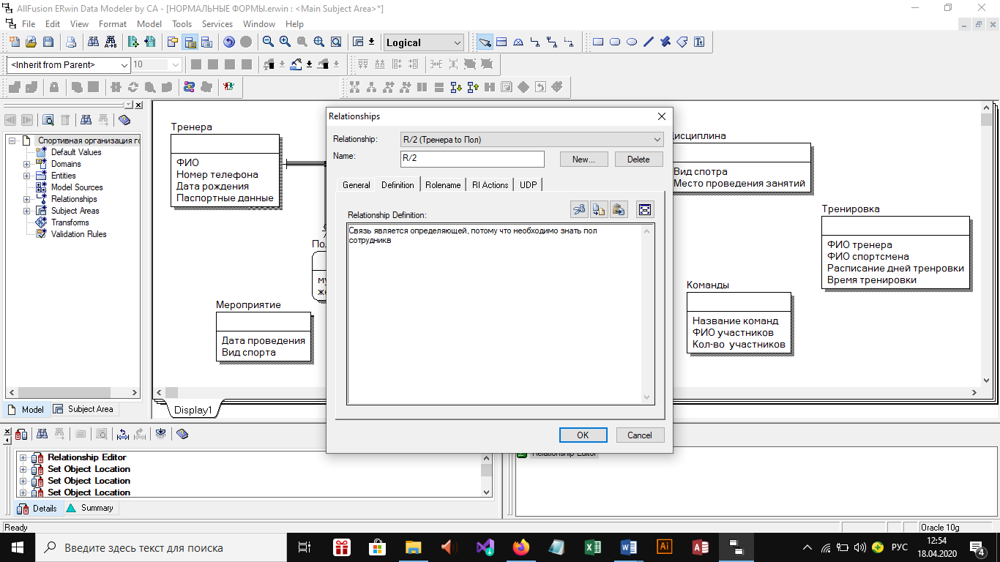 AllFusion ERwin Data Modeler by CA - [НОРМАЛЬНЫЕ ФОРМЫ.erwin : <Main Subject Area>*]
File Edit View Format Model Tools Services Window Help
Logical
<Inherit from Parent> 10
Спортивная организация
Default Values
Domains
Entities
Model Sources
Relationships
Subject Areas
Transforms
Validation Rules
Model Subject Area
Тренера
ФИО
Номер телефона
Дата рождения
Паспортные данные
Мероприятие
Дата проведения
Вид спорта
Display1
Relationships
Relationship: R/2 (Тренера to Пол)
Name: R/2 New... Delete
General Definition Rolename RI Actions UDP
Relationship Definition:
Связь является определяющей, потому что необходимо знать пол
сотрудникв
OK Cancel
исциплина
Вид спотра
Место проведения занятий
Тренировка
ФИО тренера
ФИО спортсмена
Расписание дней тренровки
Время тренировки
Команды
Название команд
ФИО участников
Кол-во участников
Relationship Editor
Set Object Location
Set Object Location
Set Object Location
Details Summary
Relationship Editor
Ready Oracle 10g
Введите здесь текст для поиска
РУС
12:54
18.04.2020
4